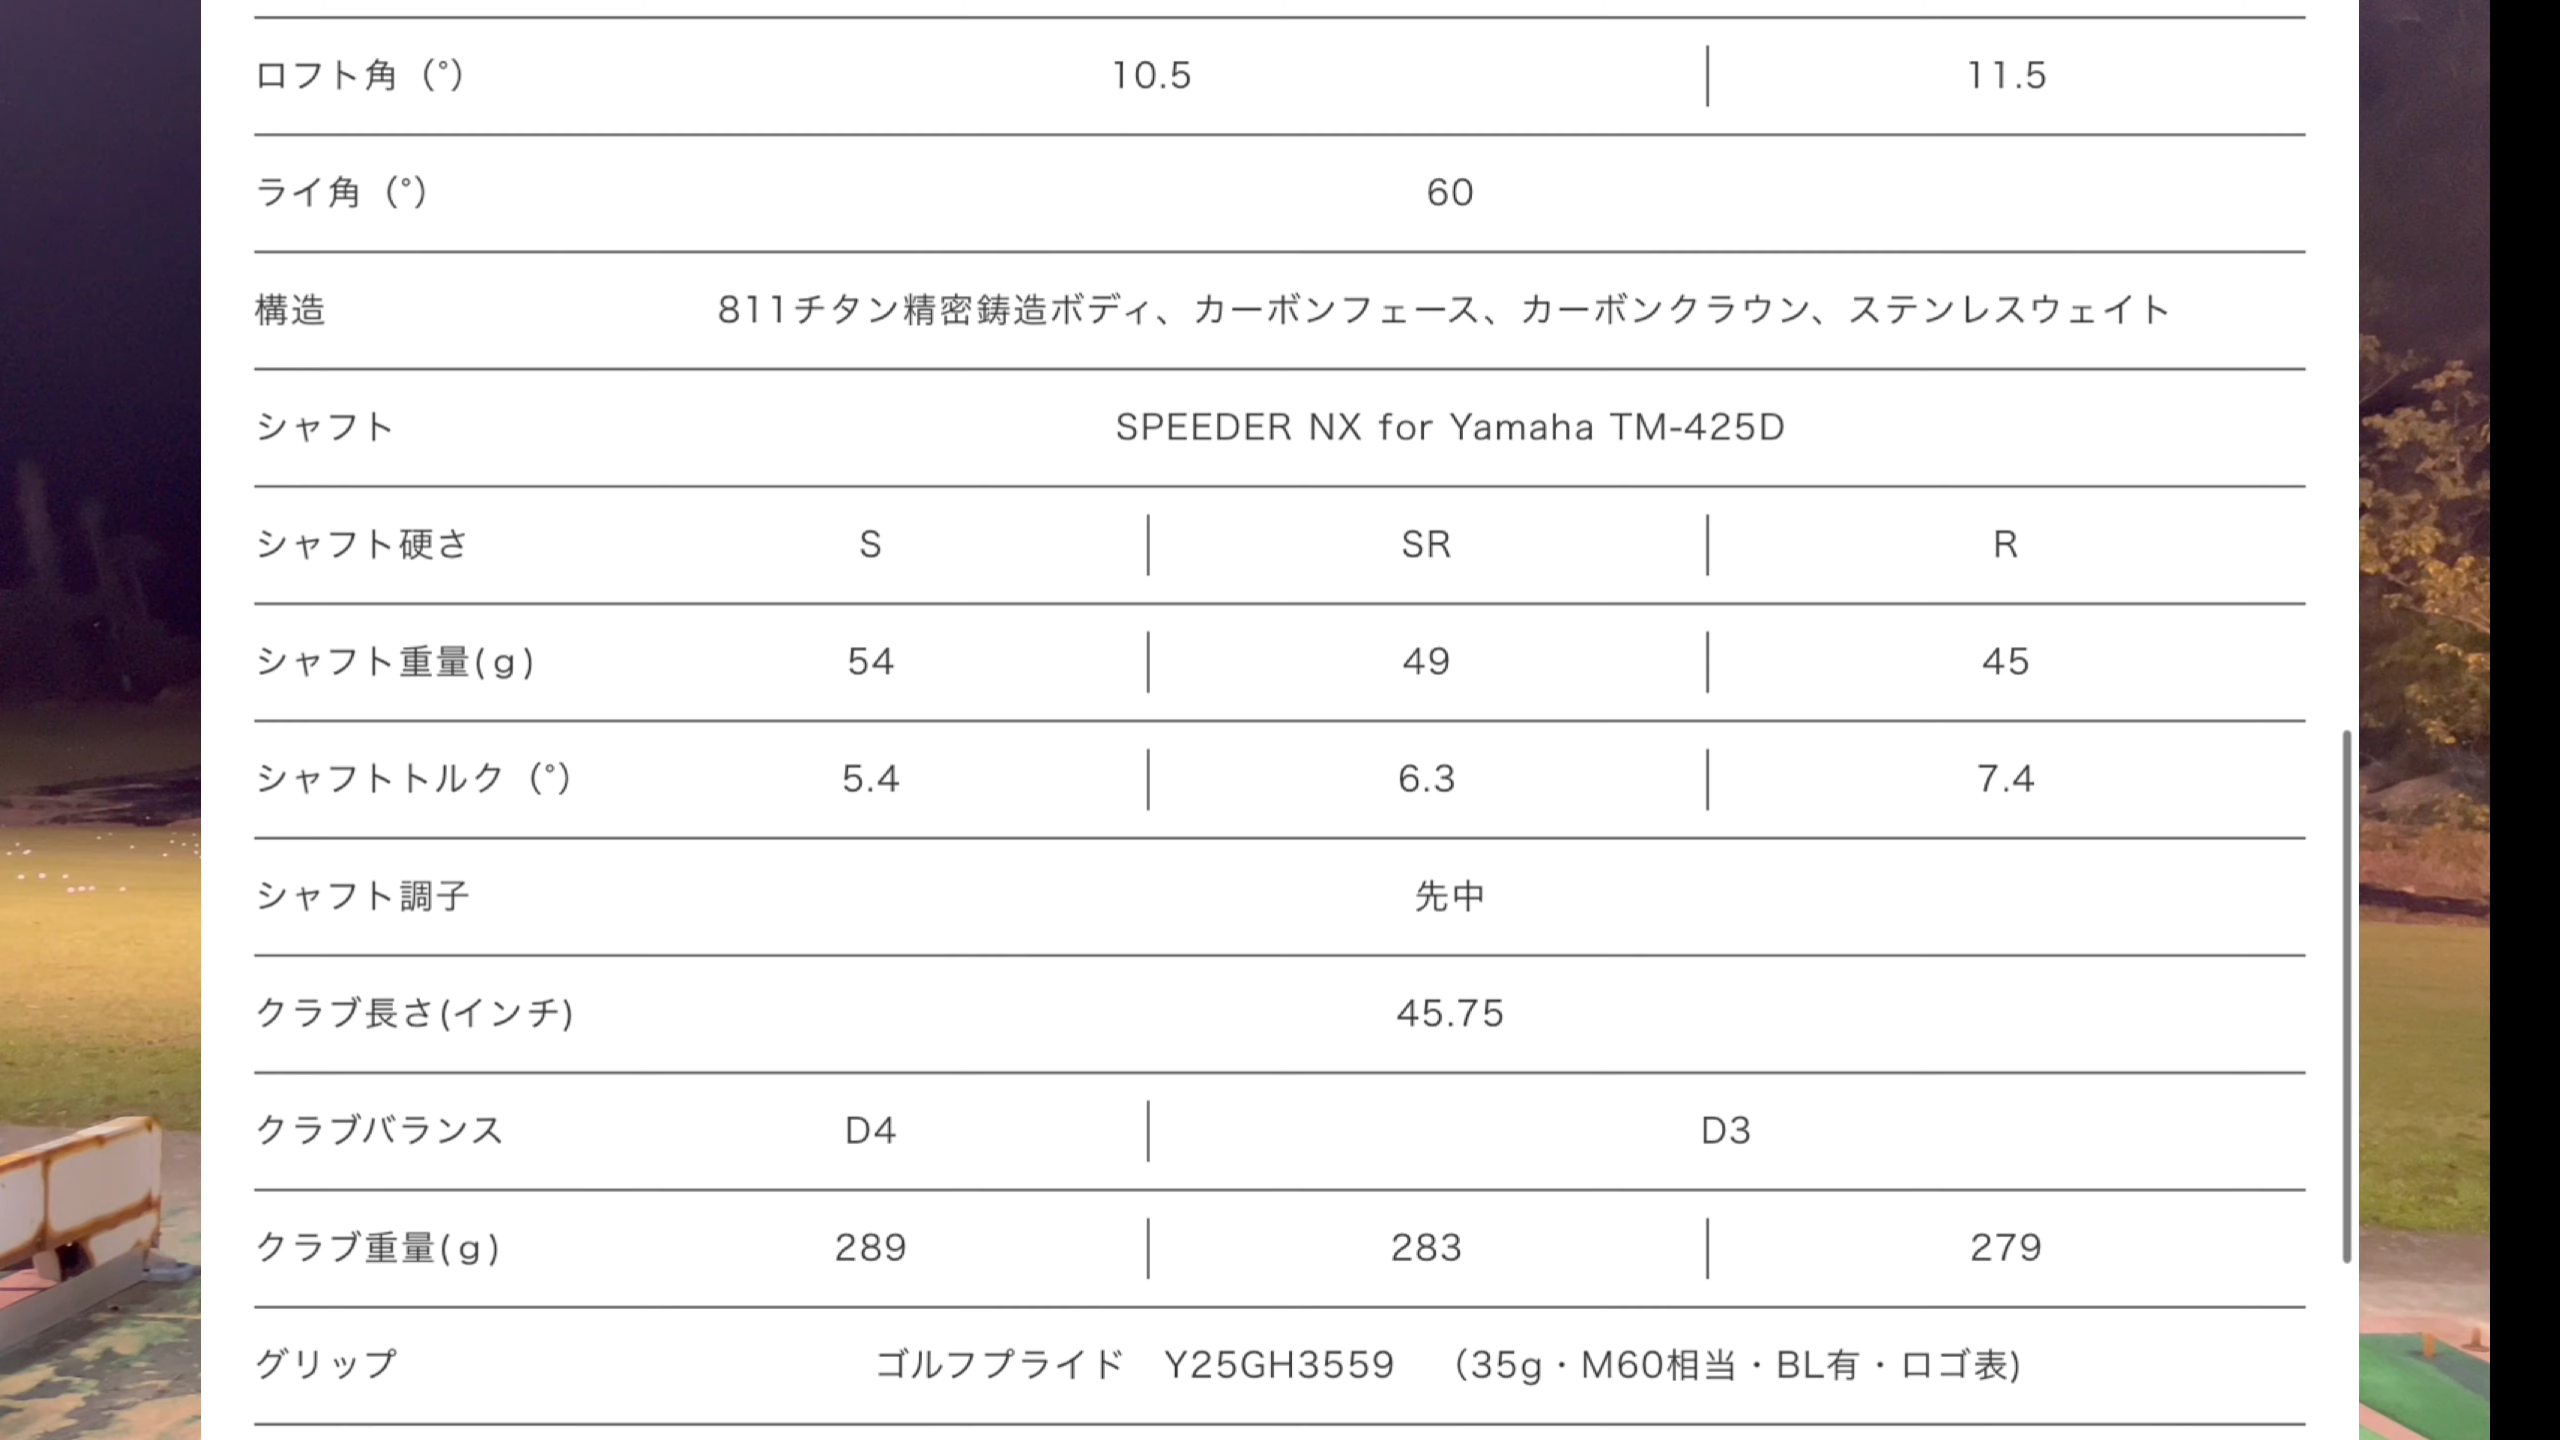 ロフト角（°） 10.5 11.5
ライ角（°） 60
構造 811チタン精密鋳造ボディ、カーボンフェース、カーボンクラウン、ステンレスウェイト
シャフト SPEEDER NX for Yamaha TM-425D
シャフト硬さ S SR R
シャフト重量(g) 54 49 45
シャフトトルク（°） 5.4 6.3 7.4
シャフト調子 先中
クラブ長さ(インチ) 45.75
クラブバランス D4 D3
クラブ重量(g) 289 283 279
グリップ ゴルフプライド Y25GH3559 （35g・M60相当・BL有・ロゴ表)